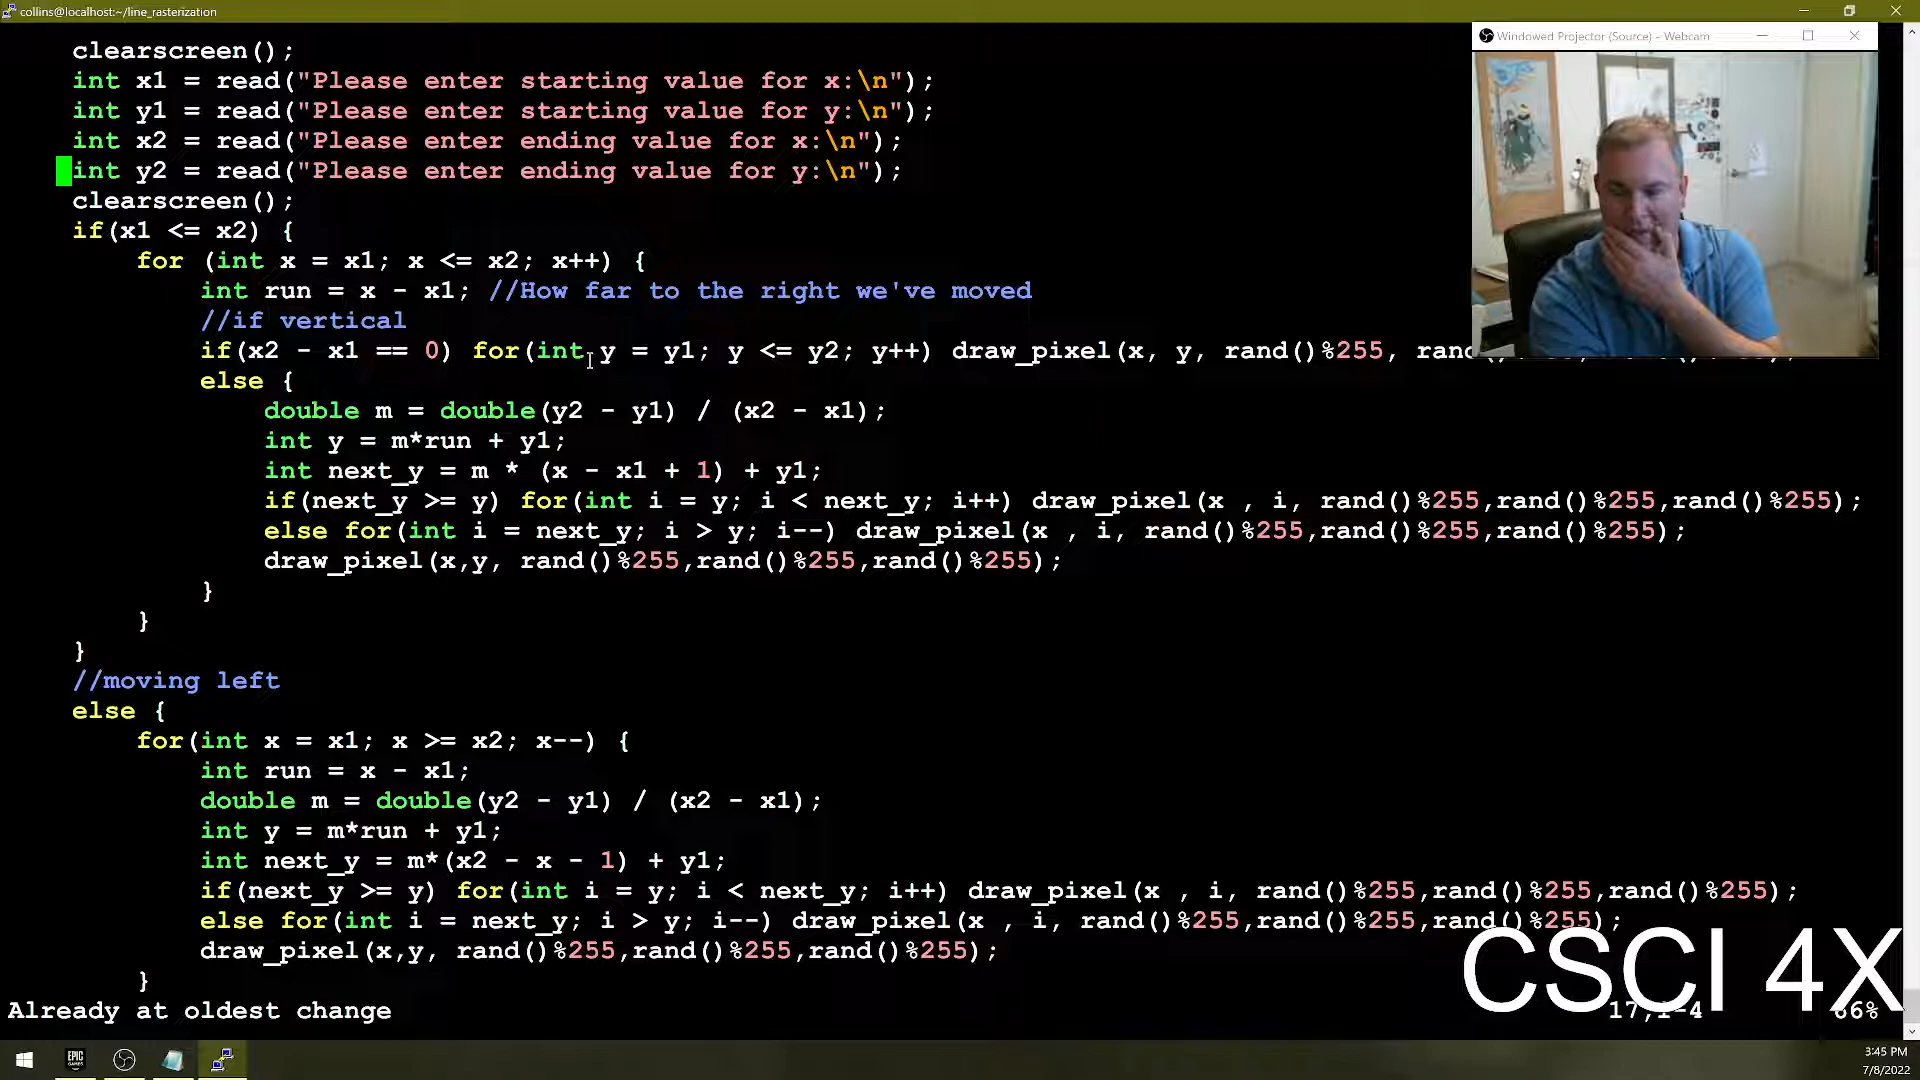 collins@localhost:~/line_rasterization
Windowed Projector (Source) - Webcam
clearscreen();
int x1 = read("Please enter starting value for x:\n");
int y1 = read("Please enter starting value for y:\n");
int x2 = read("Please enter ending value for x:\n");
int y2 = read("Please enter ending value for y:\n");
clearscreen();
if(x1 <= x2) {
for (int x = x1; x <= x2; x++) {
int run = x - x1; //How far to the right we've moved
//if vertical
if(x2 - x1 == 0) for(int y = y1; y <= y2; y++) draw_pixel(x, y, rand()%255,
else {
double m = double(y2 - y1) / (x2 - x1);
int y = m*run + y1;
int next_y = m * (x - x1 + 1) + y1;
if(next_y >= y) for(int i = y; i < next_y; i++) draw_pixel(x , i, rand()%255,rand()%255,rand()%255);
else for(int i = next_y; i > y; i--) draw_pixel(x , i, rand()%255,rand()%255,rand()%255);
draw_pixel(x,y, rand()%255,rand()%255,rand()%255);
}
}
}
//moving left
else {
for(int x = x1; x >= x2; x--) {
int run = x - x1;
double m = double(y2 - y1) / (x2 - x1);
int y = m*run + y1;
int next_y = m*(x2 - x - 1) + y1;
if(next_y >= y) for(int i = y; i < next_y; i++) draw_pixel(x , i, rand()%255,rand()%255,rand()%255);
else for(int i = next_y; i > y; i--) draw_pixel(x , i, rand()%255,rand()%255,rand()%255);
draw_pixel(x,y, rand()%255,rand()%255,rand()%255);
}
CSCI 4X
Already at oldest change
EPIC GAMES
3:45 PM
7/8/2022